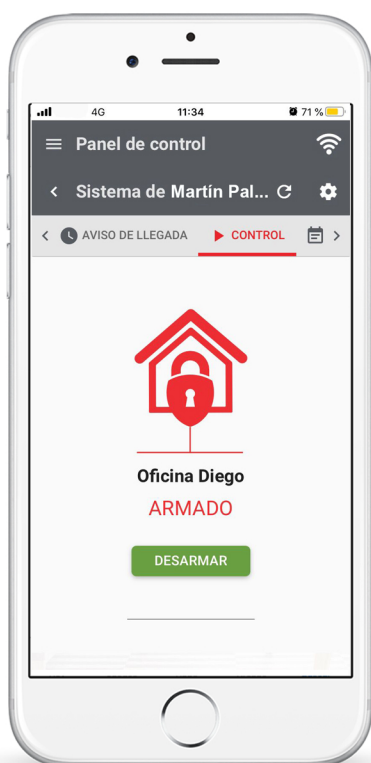 4G 11:34 71 %
Panel de control
Sistema de Martín Pal...
AVISO DE LLEGADA CONTROL
Oficina Diego
ARMADO
DESARMAR